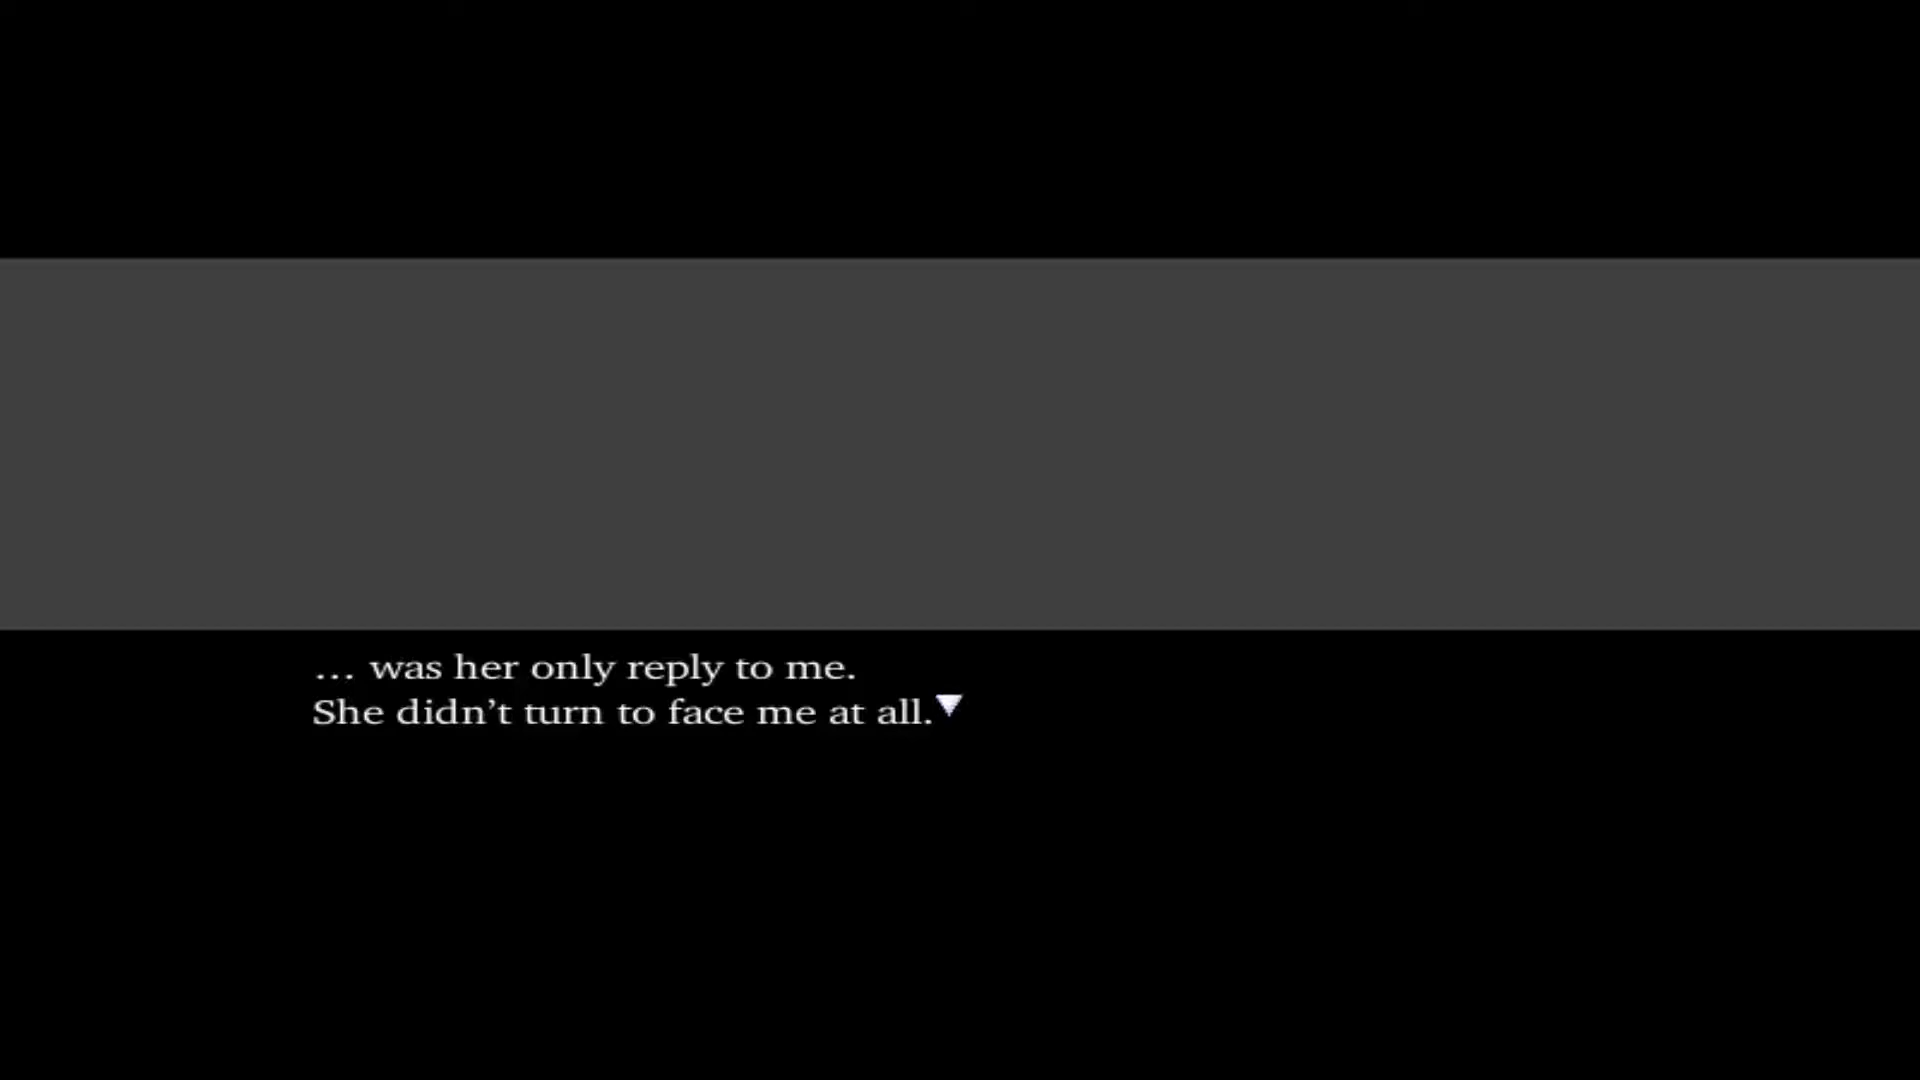 … was her only reply to me.
She didn’t turn to face me at all.